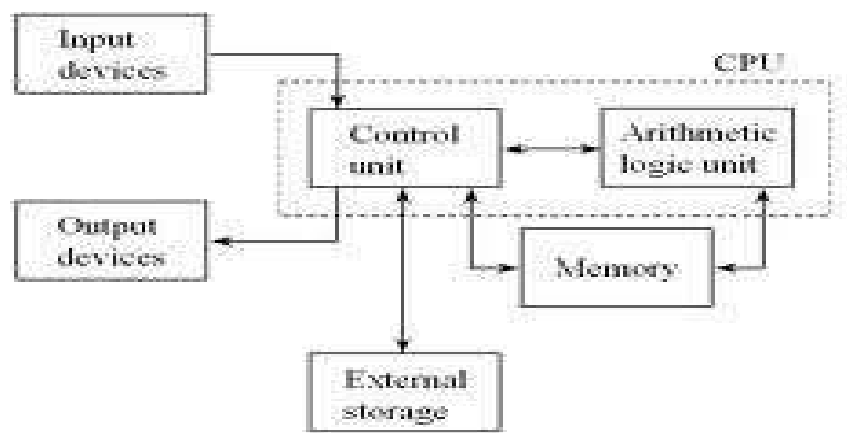 Input
devices
CPU
Control
unit
Arithmetic
logic unit
Output
devices
Memory
External
storage